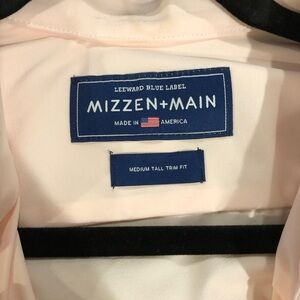 LEEWARD BLUE LABEL
MIZZEN+MAIN
MADE IN AMERICA
MEDIUM TALL TRIM FIT